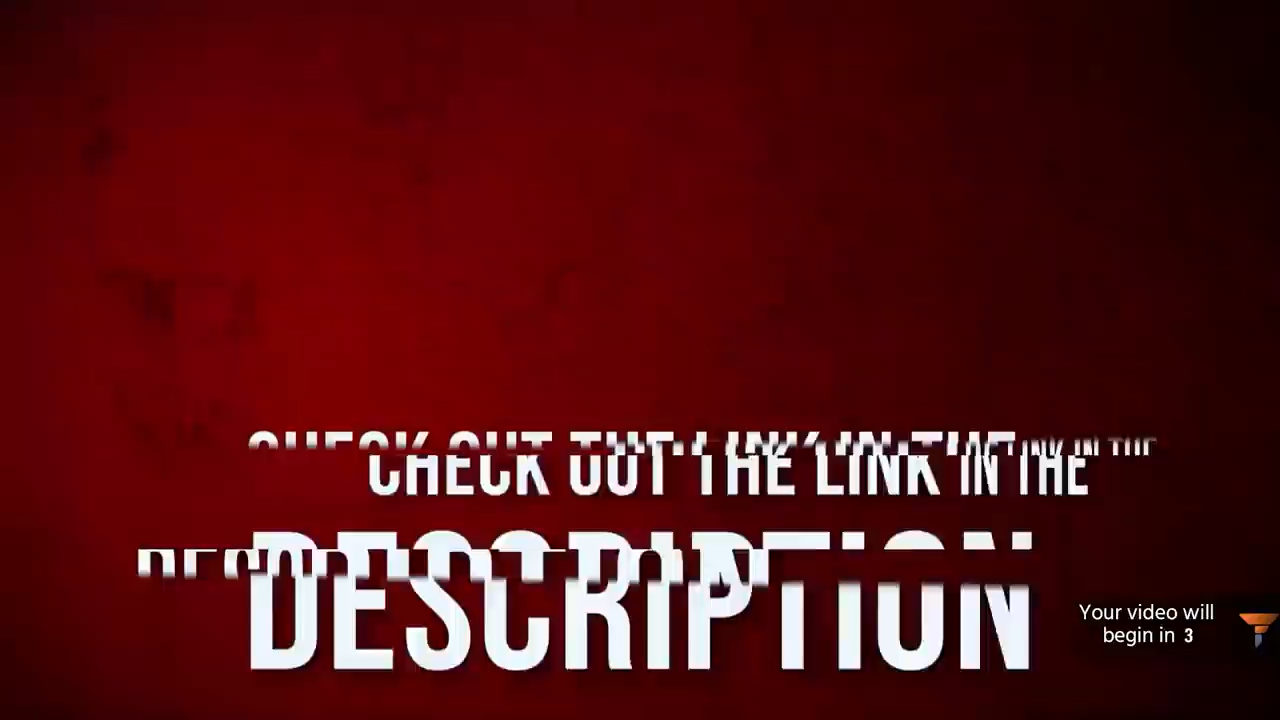 CHECK OUT THE LINK IN THE
DESCRIPTION
Your video will
begin in 3